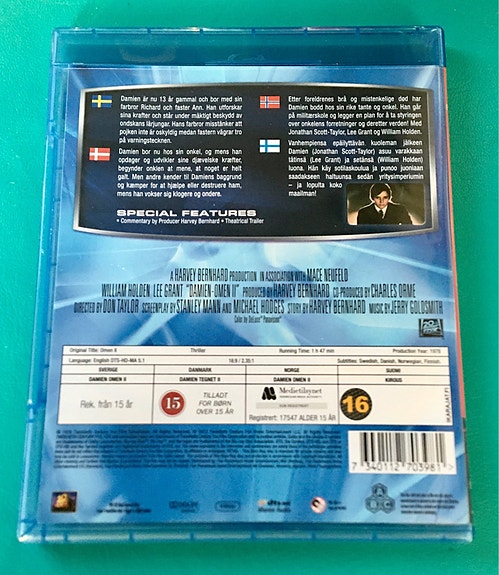 Damien är nu 13 år gammal och bor med sin
farbror Richard och faster Ann. Han utforskar
sina krafter och står under mäktigt beskydd av
ondskans lärjungar. Hans farbror misstänker att
pojken inte är oskyldig medan fastern vägrar tro
på varningstecknen.
Damien bor nu hos sin onkel, og mens han
opdager og udvikler sine djævelske kræfter,
begynder onklen at mene, at noget er helt
galt. Men andre kender til Damiens baggrund
og kæmper for at hjælpe eller destruere ham,
mens han vokser sig klogere og ondere.
Etter foreldrenes brå og mistenkelige død har
Damien bodd hos sin rike tante og onkel. Han går
på militærskole og legger en plan for å ta styringen
over onkelens forretninger og deretter verden! Med
Jonathan Scott-Taylor, Lee Grant og William Holden.
Vanhempiensa epäilyttävän kuoleman jälkeen
Damien (Jonathan Scott-Taylor) asuu varakkaan
tätinsä (Lee Grant) ja setänsä (William Holden)
luona. Hän käy sotilaskoulua ja punoo juoniaan
saadakseen haltuunsa sedän yritysimperiumin
– ja lopulta koko
maailman!
SPECIAL FEATURES
• Commentary by Producer Harvey Bernhard • Theatrical Trailer
A HARVEY BERNHARD PRODUCTION IN ASSOCIATION WITH MACE NEUFELD
WILLIAM HOLDEN LEE GRANT "DAMIEN-OMEN II" PRODUCED BY HARVEY BERNHARD CO-PRODUCED BY CHARLES ORME
DIRECTED BY DON TAYLOR SCREENPLAY BY STANLEY MANN AND MICHAEL HODGES STORY BY HARVEY BERNHARD MUSIC BY JERRY GOLDSMITH
Color by DeLuxe® Panavision®
Original Title: Omen II Thriller Running Time: 1 h 47 min Production Year: 1978
Language: English DTS-HD-MA 5.1 16:9 / 2.35:1 Subtitles: Swedish, Danish, Norwegian, Finnish.
SVERIGE DANMARK NORGE SUOMI
DAMIEN OMEN II DAMIEN TEGNET II DAMIEN OMEN II KIROUS
Rek. från 15 år
15
TILLADT
FOR BØRN
OVER 15 ÅR
Medietilsynet
Registrert: 17547 ALDER 15 ÅR
16
7 340112 703981 >
dts-HD
Master Audio